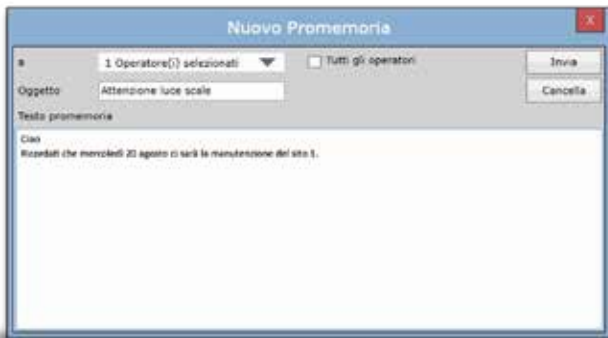 Nuovo Promemoria
X
a 1 Operatore(i) selezionati Tutti gli operatori Invia
Oggetto Attenzione luce scale Cancella
Testo promemoria
Ciao
Ricordati che mercoledì 20 agosto ci sarà la manutenzione del sito 1.